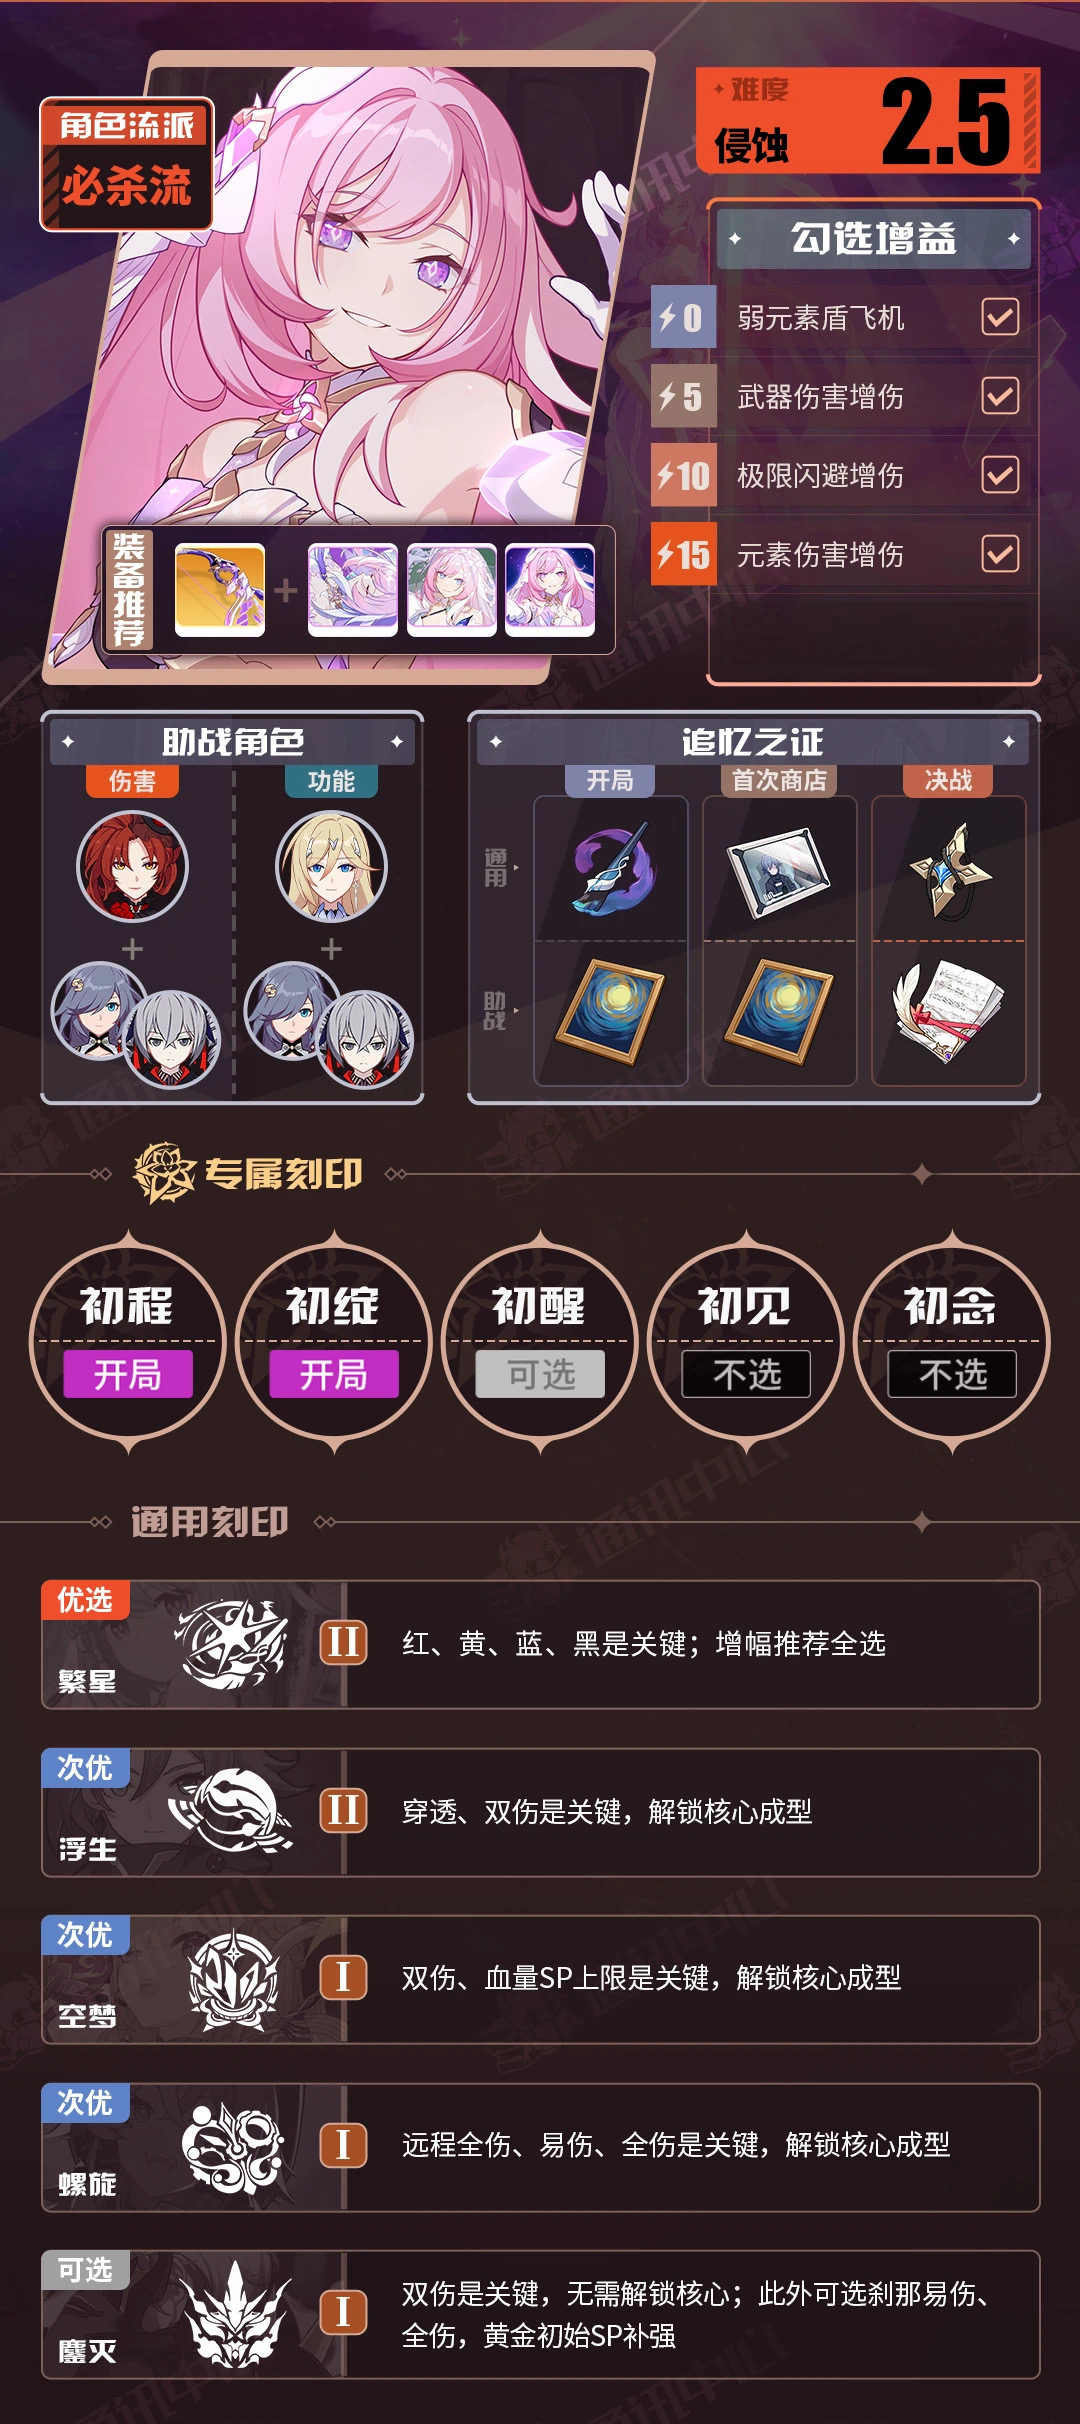 角色流派
必杀流
难度
侵蚀
2.5
勾选增益
0 弱元素盾飞机
5 武器伤害增伤
10 极限闪避增伤
15 元素伤害增伤
装备推荐
助战角色
伤害 功能
追忆之证
开局 首次商店 决战
通用
助战
专属刻印
初程 初绽 初醒 初见 初念
开局 开局 可选 不选 不选
通用刻印
优选
繁星
II
红、黄、蓝、黑是关键；增幅推荐全选
次优
浮生
II
穿透、双伤是关键，解锁核心成型
次优
空梦
I
双伤、血量SP上限是关键，解锁核心成型
次优
螺旋
I
远程全伤、易伤、全伤是关键，解锁核心成型
可选
鏖灭
I
双伤是关键，无需解锁核心；此外可选刹那易伤、
全伤，黄金初始SP补强
通讯中心